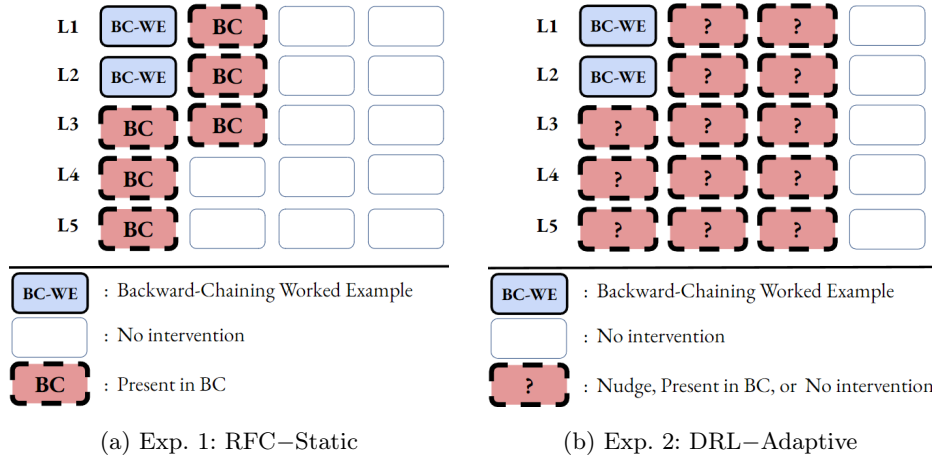 L1 BC-WE BC
L2 BC-WE BC
L3 BC BC
L4 BC
L5 BC
BC-WE : Backward-Chaining Worked Example
: No intervention
BC : Present in BC
(a) Exp. 1: RFC−Static
L1 BC-WE ? ?
L2 BC-WE ? ?
L3 ? ? ?
L4 ? ? ?
L5 ? ? ?
BC-WE : Backward-Chaining Worked Example
: No intervention
? : Nudge, Present in BC, or No intervention
(b) Exp. 2: DRL−Adaptive